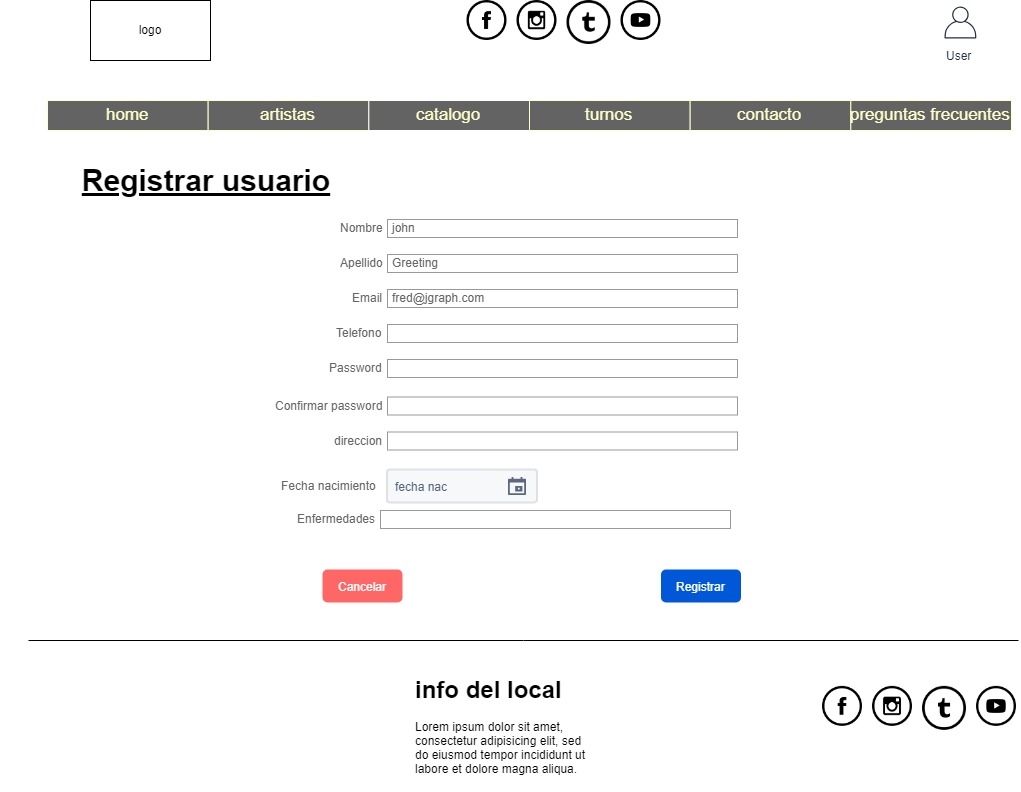 logo
User
home artistas catalogo turnos contacto preguntas frecuentes
Registrar usuario
Nombre john
Apellido Greeting
Email fred@jgraph.com
Telefono
Password
Confirmar password
direccion
Fecha nacimiento fecha nac
Enfermedades
Cancelar Registrar
info del local
Lorem ipsum dolor sit amet,
consectetur adipisicing elit, sed
do eiusmod tempor incididunt ut
labore et dolore magna aliqua.